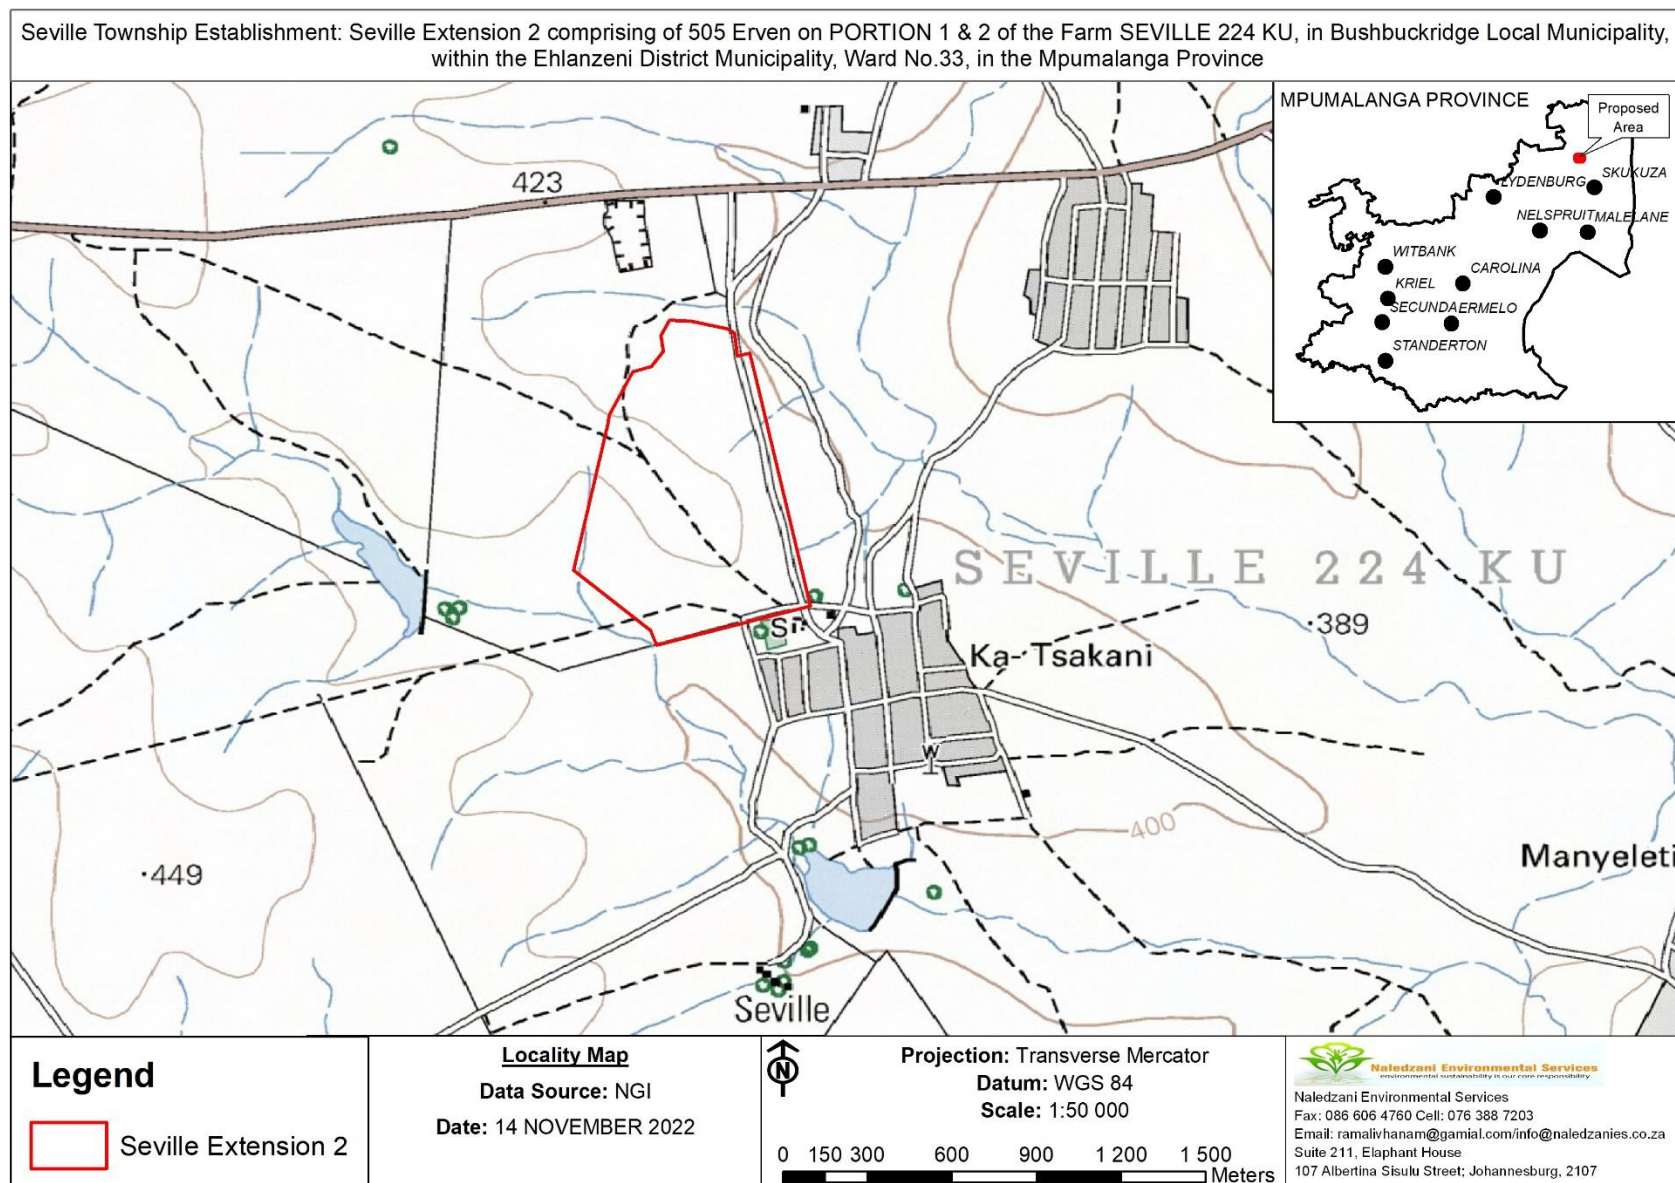 Seville Township Establishment: Seville Extension 2 comprising of 505 Erven on PORTION 1 & 2 of the Farm SEVILLE 224 KU, in Bushbuckridge Local Municipality,
within the Ehlanzeni District Municipality, Ward No.33, in the Mpumalanga Province
MPUMALANGA PROVINCE
Proposed
Area
SKUKUZA
LYDENBURG
NELSPRUIT
MALELANE
WITBANK
CAROLINA
KRIEL
SECUNDA
ERMELO
STANDERTON
423
SEVILLE 224 KU
389
S
Ka-Tsakani
W
400
449
Manyeleti
Seville
Legend
Seville Extension 2
Locality Map
Data Source: NGI
Date: 14 NOVEMBER 2022
N
Projection: Transverse Mercator
Datum: WGS 84
Scale: 1:50 000
0 150 300 600 900 1 200 1 500
Meters
Naledzani Environmental Services
environmental sustainability is our core responsibility
Naledzani Environmental Services
Fax: 086 606 4760 Cell: 076 388 7203
Email: ramalivhanam@gamial.com/info@naledzanies.co.za
Suite 211, Elaphant House
107 Albertina Sisulu Street; Johannesburg, 2107